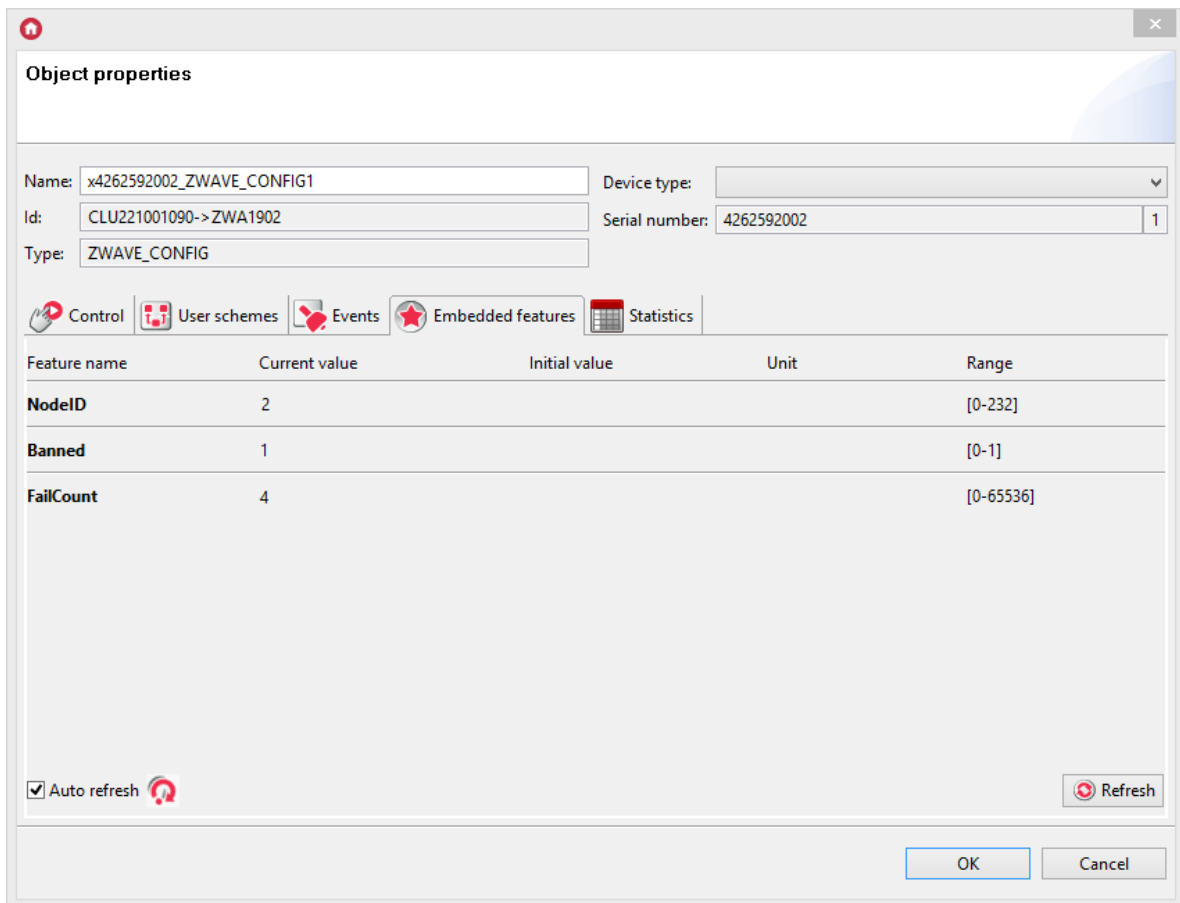 Object properties
Name: x4262592002_ZWAVE_CONFIG1 Device type:
Id: CLU221001090->ZWA1902 Serial number: 4262592002 1
Type: ZWAVE_CONFIG
Control User schemes Events Embedded features Statistics
Feature name Current value Initial value Unit Range
NodeID 2 [0-232]
Banned 1 [0-1]
FailCount 4 [0-65536]
Auto refresh Refresh
OK Cancel